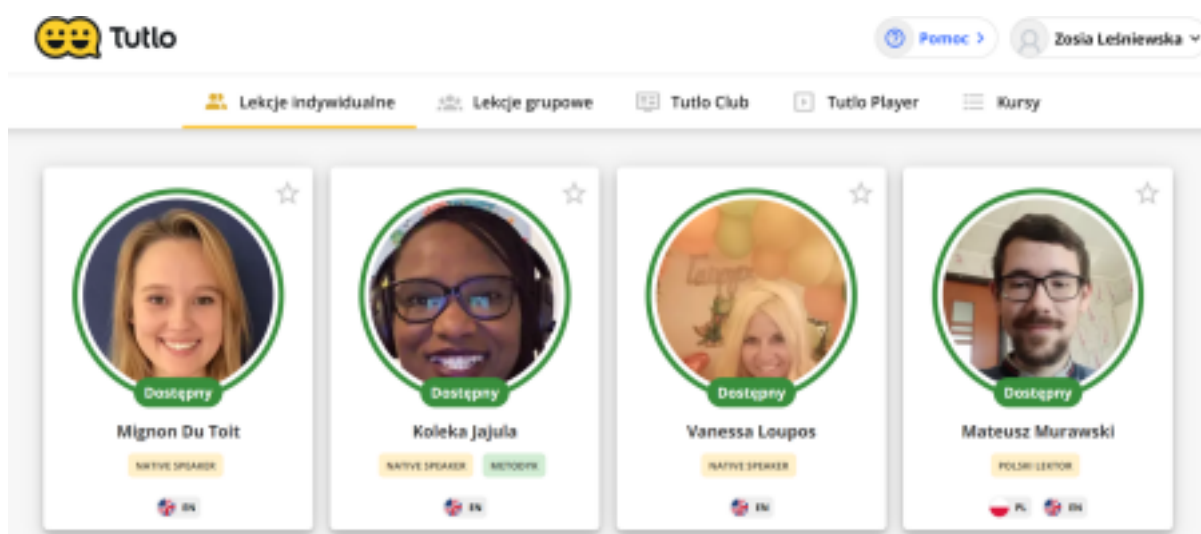 Tutlo
Pomoc >
Zosia Leśniewska
Lekcje indywidualne
Lekcje grupowe
Tutlo Club
Tutlo Player
Kursy
Dostępny
Mignon Du Toit
NATIVE SPEAKER
EN
Dostępny
Koleka Jajula
NATIVE SPEAKER
METODYK
EN
Dostępny
Vanessa Loupos
NATIVE SPEAKER
EN
Dostępny
Mateusz Murawski
POLSKI LEKTOR
PL
EN